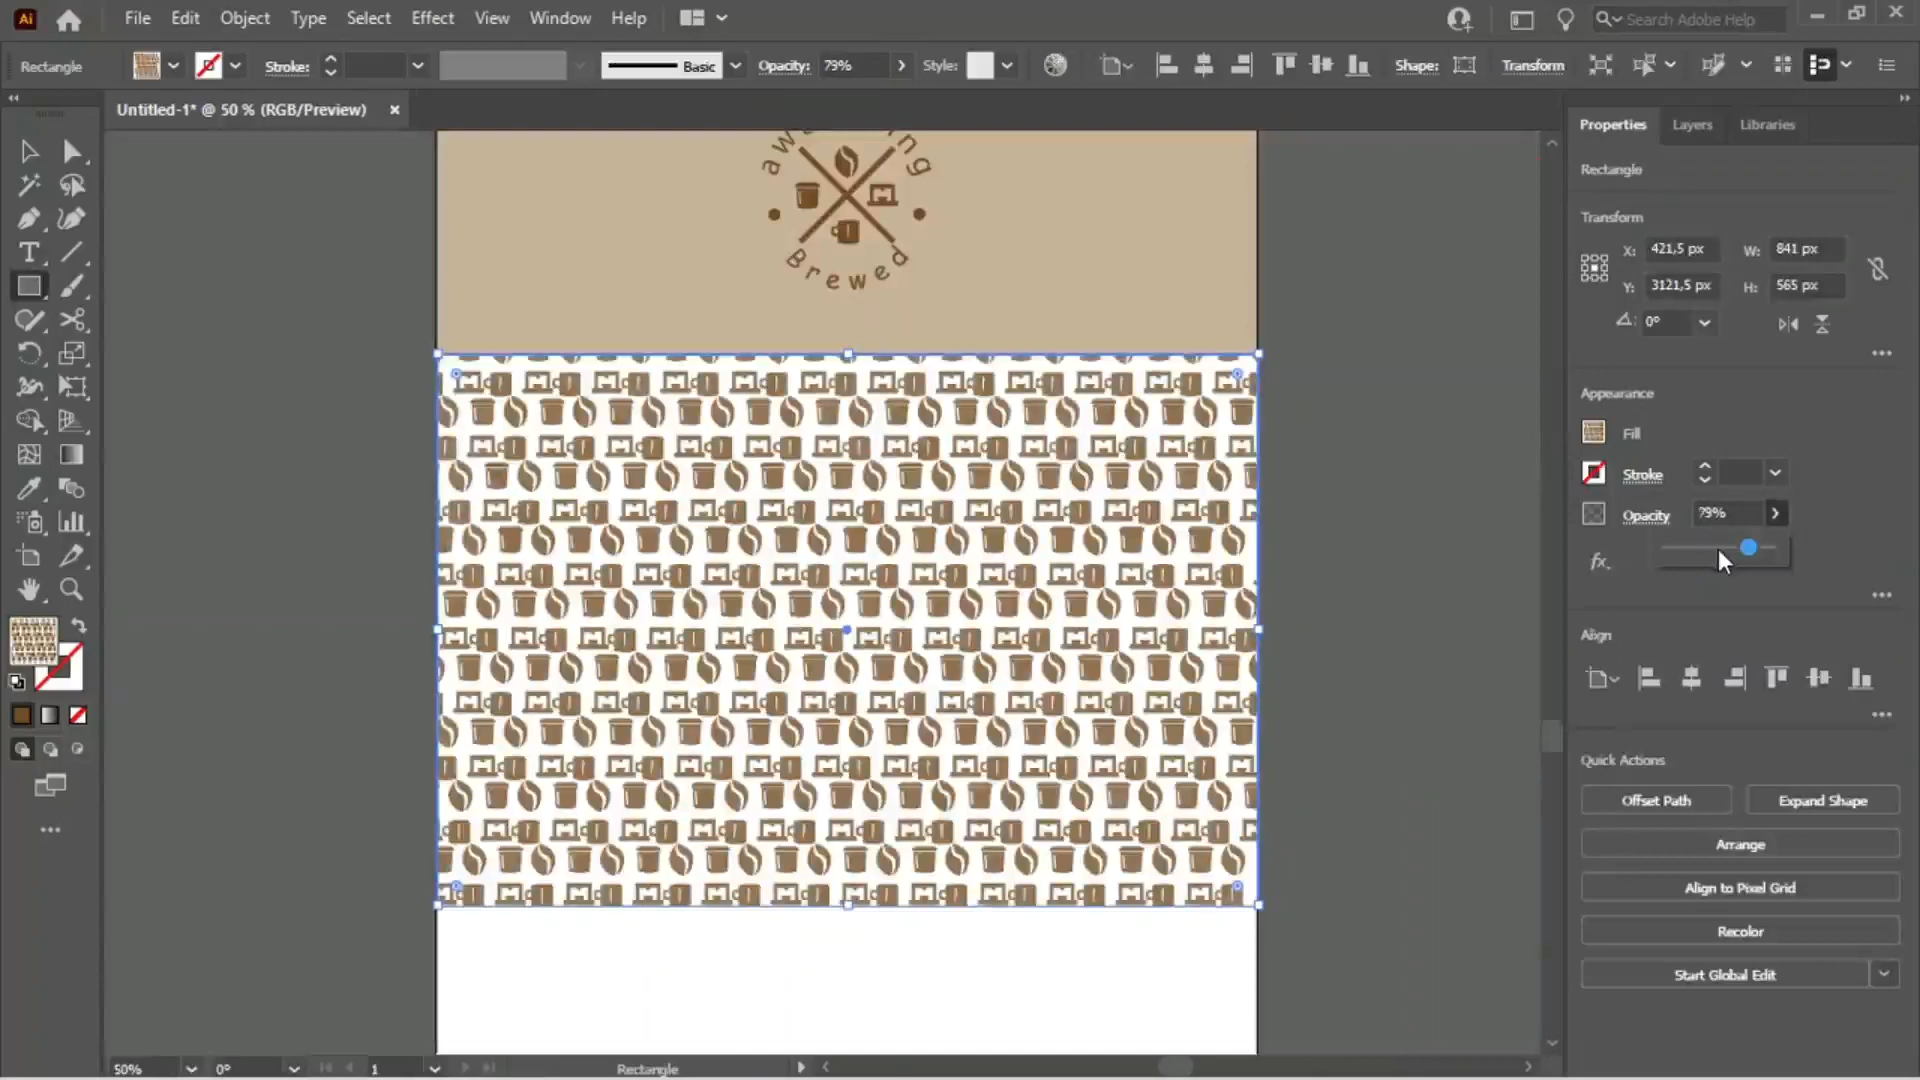 Ai File Edit Object Type Select Effect View Window Help Search Adobe Help
Rectangle Stroke: Basic Opacity: 79% Style: Shape: Transform
Untitled-1* @ 50 % (RGB/Preview)
Properties Layers Libraries
Rectangle
Transform
X: 421,5 px W: 841 px
Y: 3121,5 px H: 565 px
0°
Appearance
Fill
Stroke
Opacity 79%
fx
Align
Quick Actions
Offset Path Expand Shape
Arrange
Align to Pixel Grid
Recolor
Start Global Edit
Brewed
50% 0° 1 Rectangle